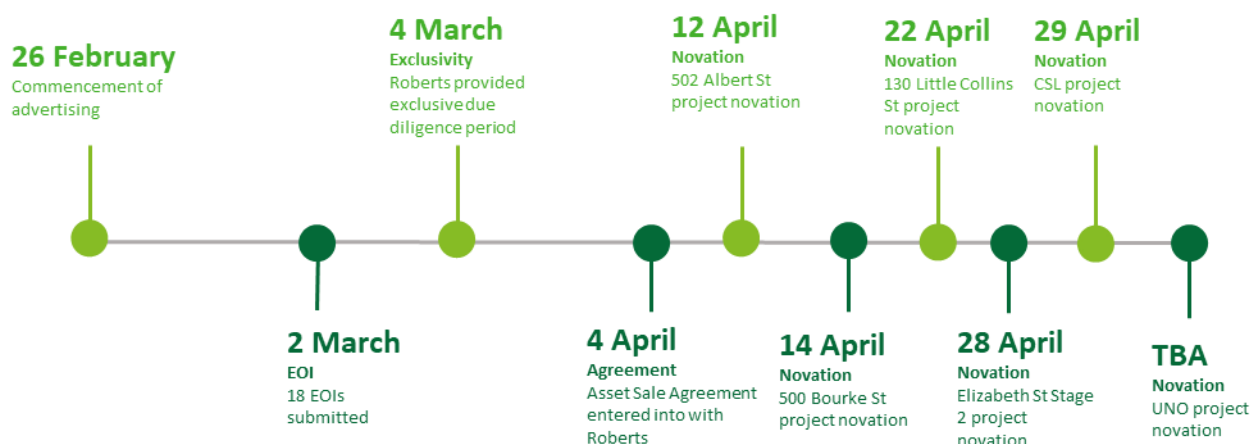 26 February
Commencement of
advertising
2 March
EOI
18 EOIs
submitted
4 March
Exclusivity
Roberts provided
exclusive due
diligence period
4 April
Agreement
Asset Sale Agreement
entered into with
Roberts
12 April
Novation
502 Albert St
project novation
14 April
Novation
500 Bourke St
project novation
22 April
Novation
130 Little Collins
St project
novation
28 April
Novation
Elizabeth St Stage
2 project
novation
29 April
Novation
CSL project
novation
TBA
Novation
UNO project
novation